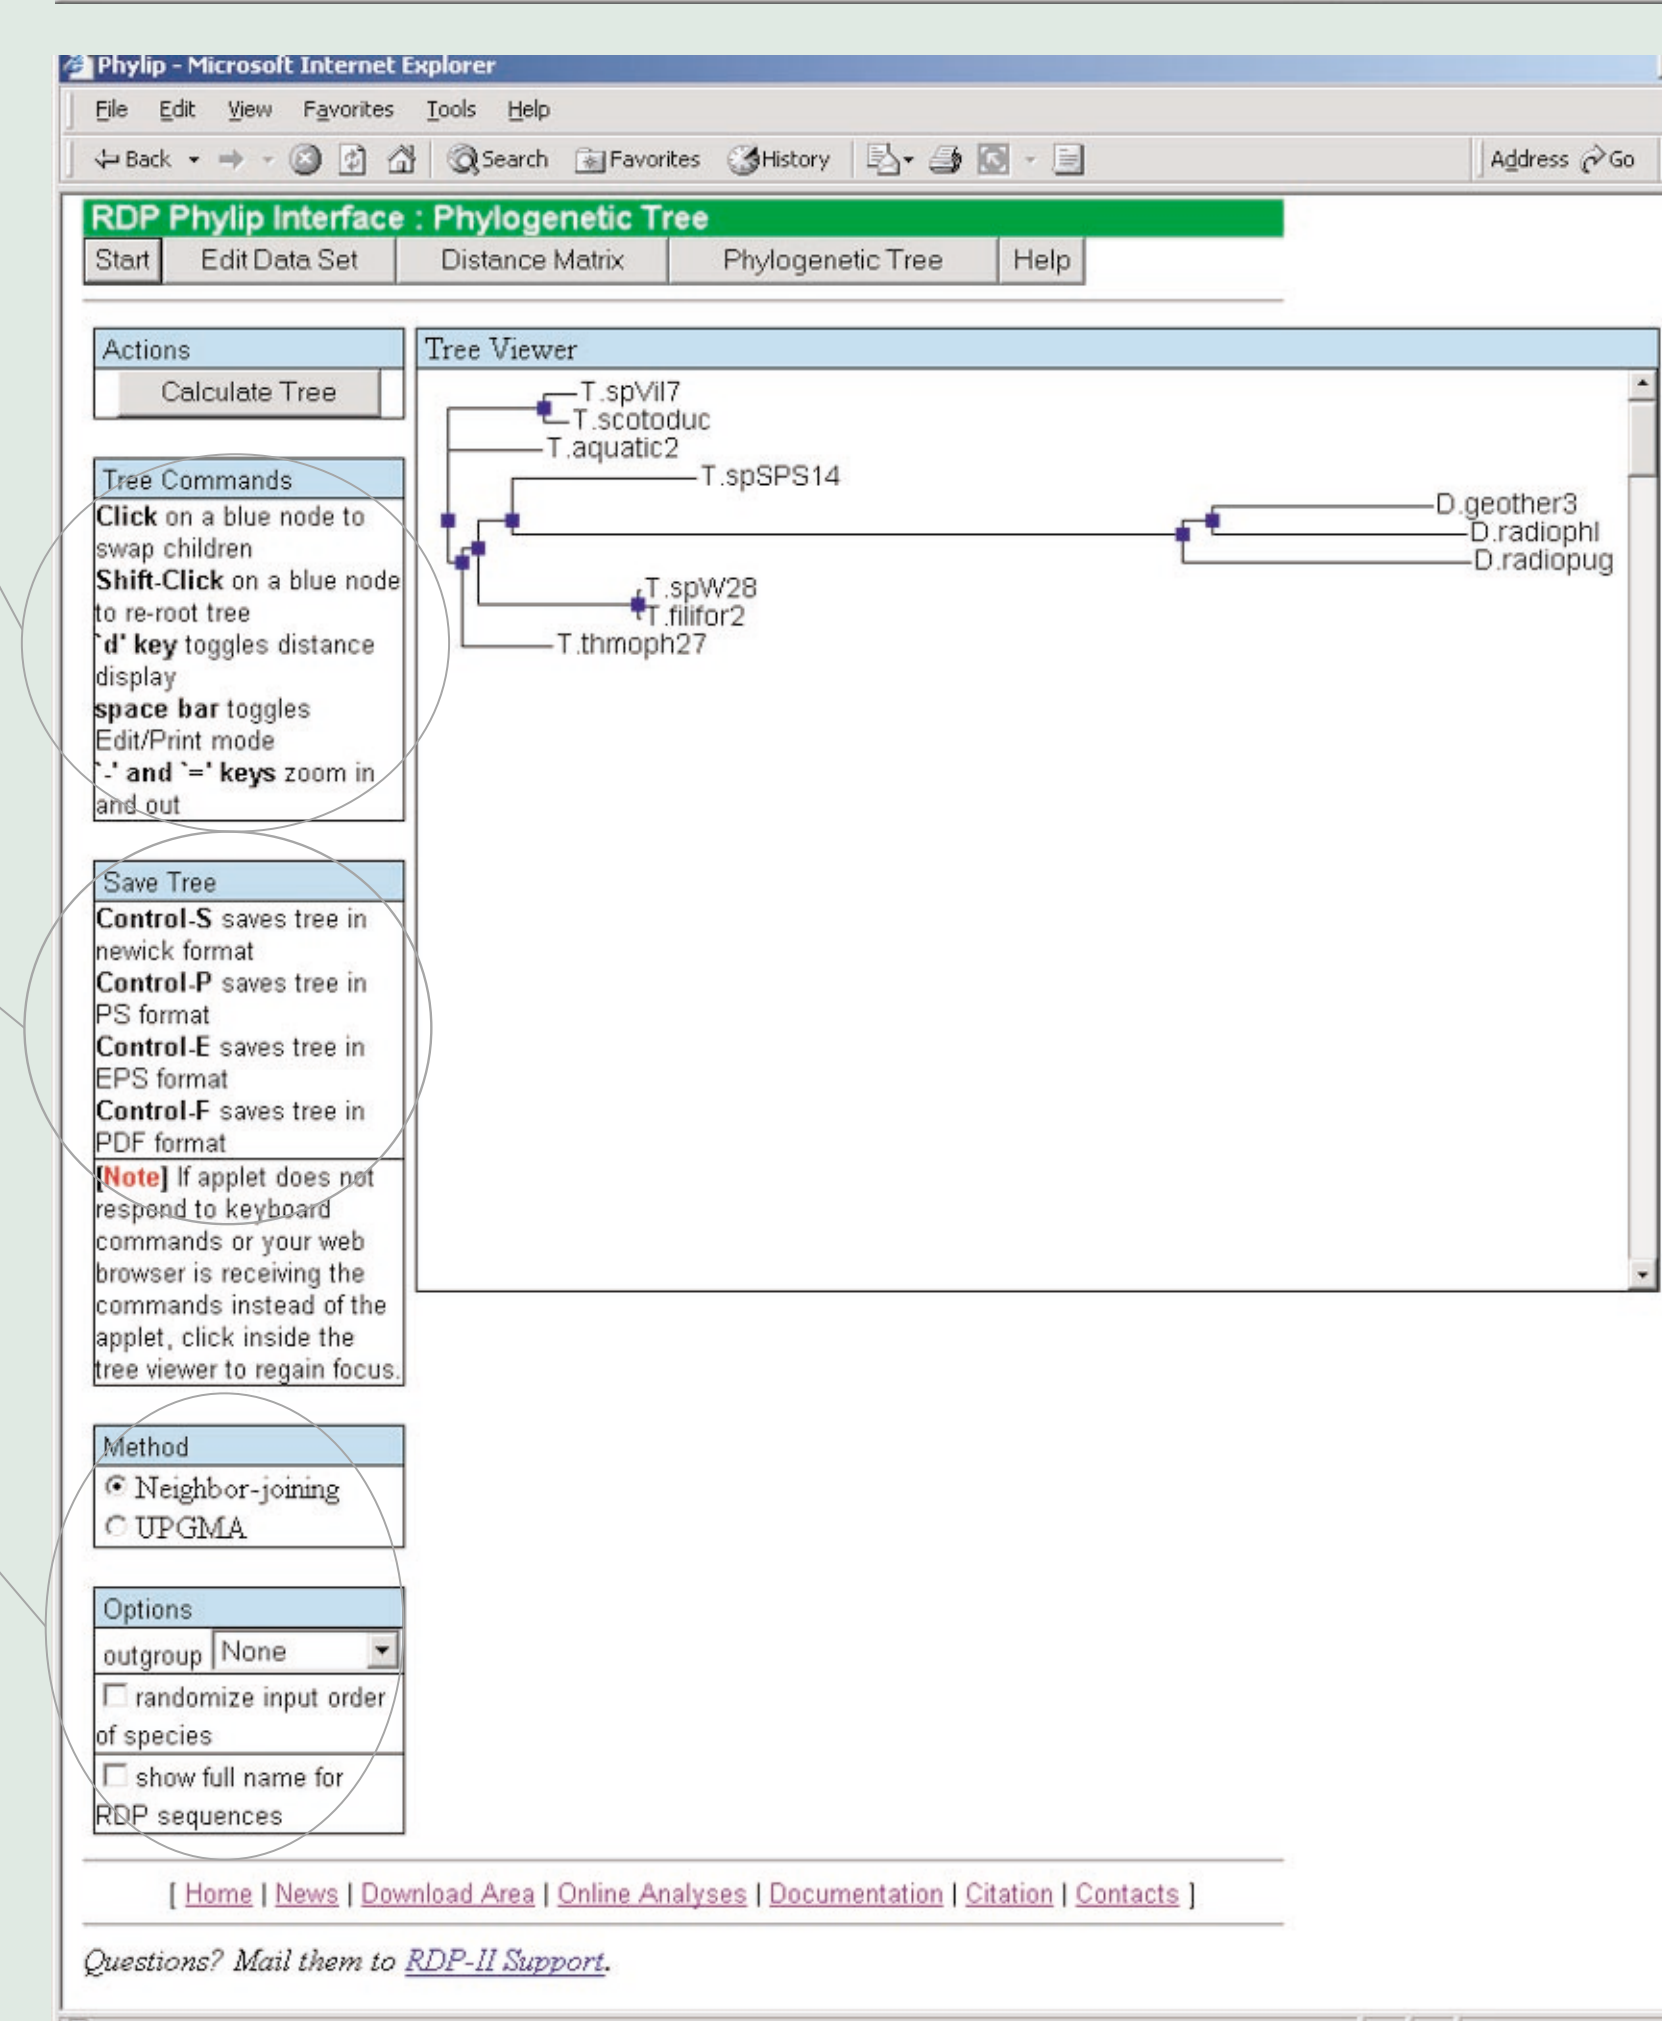 Phylip - Microsoft Internet Explorer
File Edit View Favorites Tools Help
Back Search Favorites History Address Go
RDP Phylip Interface : Phylogenetic Tree
Start Edit Data Set Distance Matrix Phylogenetic Tree Help
Actions
Calculate Tree
Tree Commands
Click on a blue node to
swap children
Shift-Click on a blue node
to re-root tree
`d' key toggles distance
display
space bar toggles
Edit/Print mode
`-' and `=' keys zoom in
and out
Save Tree
Control-S saves tree in
newick format
Control-P saves tree in
PS format
Control-E saves tree in
EPS format
Control-F saves tree in
PDF format
[Note] If applet does not
respond to keyboard
commands or your web
browser is receiving the
commands instead of the
applet, click inside the
tree viewer to regain focus.
Method
Neighbor-joining
UPGMA
Options
outgroup None
randomize input order
of species
show full name for
RDP sequences
Tree Viewer
T.spVil7
T.scotoduc
T.aquatic2
T.spSPS14
D.geother3
D.radiophl
D.radiopug
T.spW28
T.filifor2
T.thmoph27
[ Home | News | Download Area | Online Analyses | Documentation | Citation | Contacts ]
Questions? Mail them to RDP-II Support.